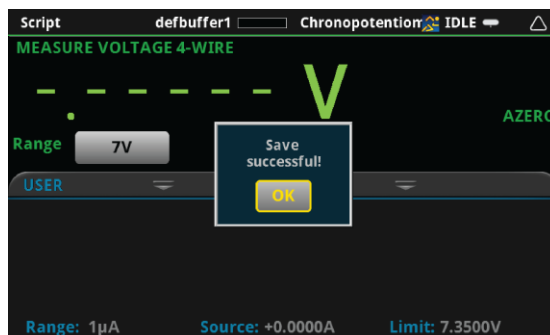 Script defbuffer1 Chronopotention IDLE
MEASURE VOLTAGE 4-WIRE
- . - - - - - V
AZERO
Range 7V
Save
successful!
OK
USER
Range: 1µA Source: +0.0000A Limit: 7.3500V